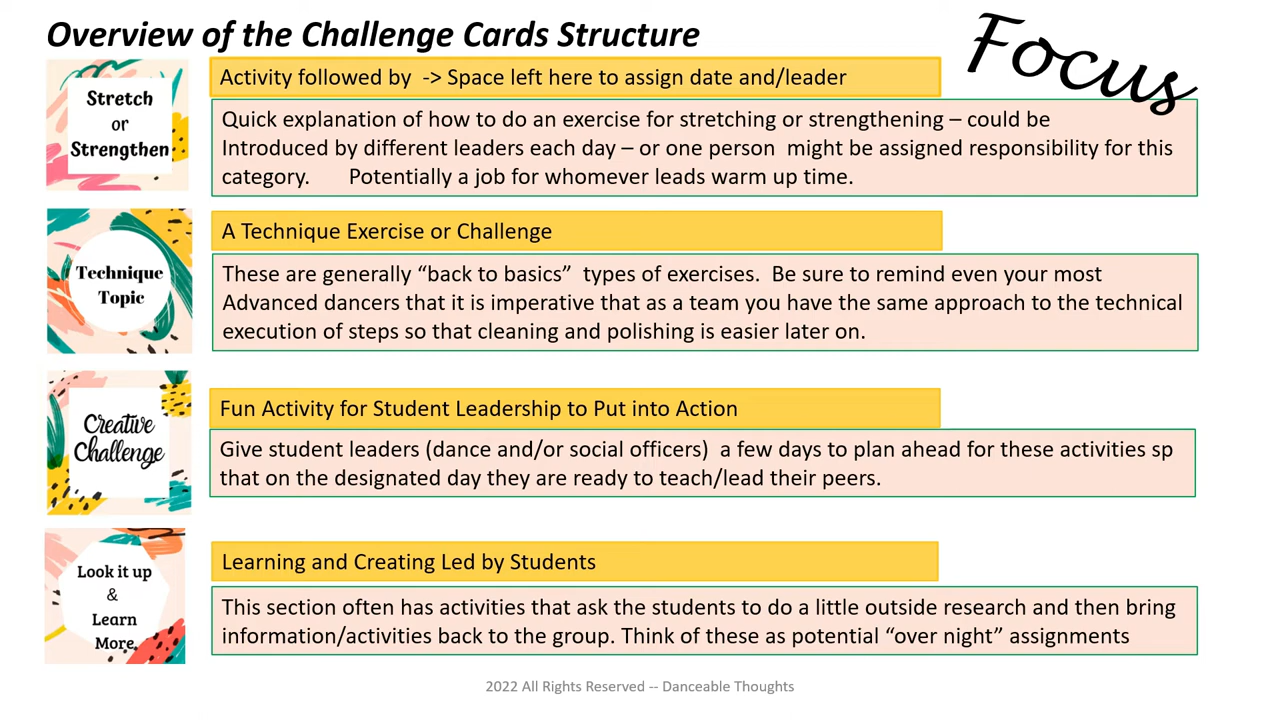 Overview of the Challenge Cards Structure
Focus
Stretch
or
Strengthen
Activity followed by -> Space left here to assign date and/leader
Quick explanation of how to do an exercise for stretching or strengthening – could be
Introduced by different leaders each day – or one person might be assigned responsibility for this
category. Potentially a job for whomever leads warm up time.
Technique
Topic
A Technique Exercise or Challenge
These are generally “back to basics” types of exercises. Be sure to remind even your most
Advanced dancers that it is imperative that as a team you have the same approach to the technical
execution of steps so that cleaning and polishing is easier later on.
Creative
Challenge
Fun Activity for Student Leadership to Put into Action
Give student leaders (dance and/or social officers) a few days to plan ahead for these activities sp
that on the designated day they are ready to teach/lead their peers.
Look it up
&
Learn
More
Learning and Creating Led by Students
This section often has activities that ask the students to do a little outside research and then bring
information/activities back to the group. Think of these as potential “over night” assignments
2022 All Rights Reserved -- Danceable Thoughts